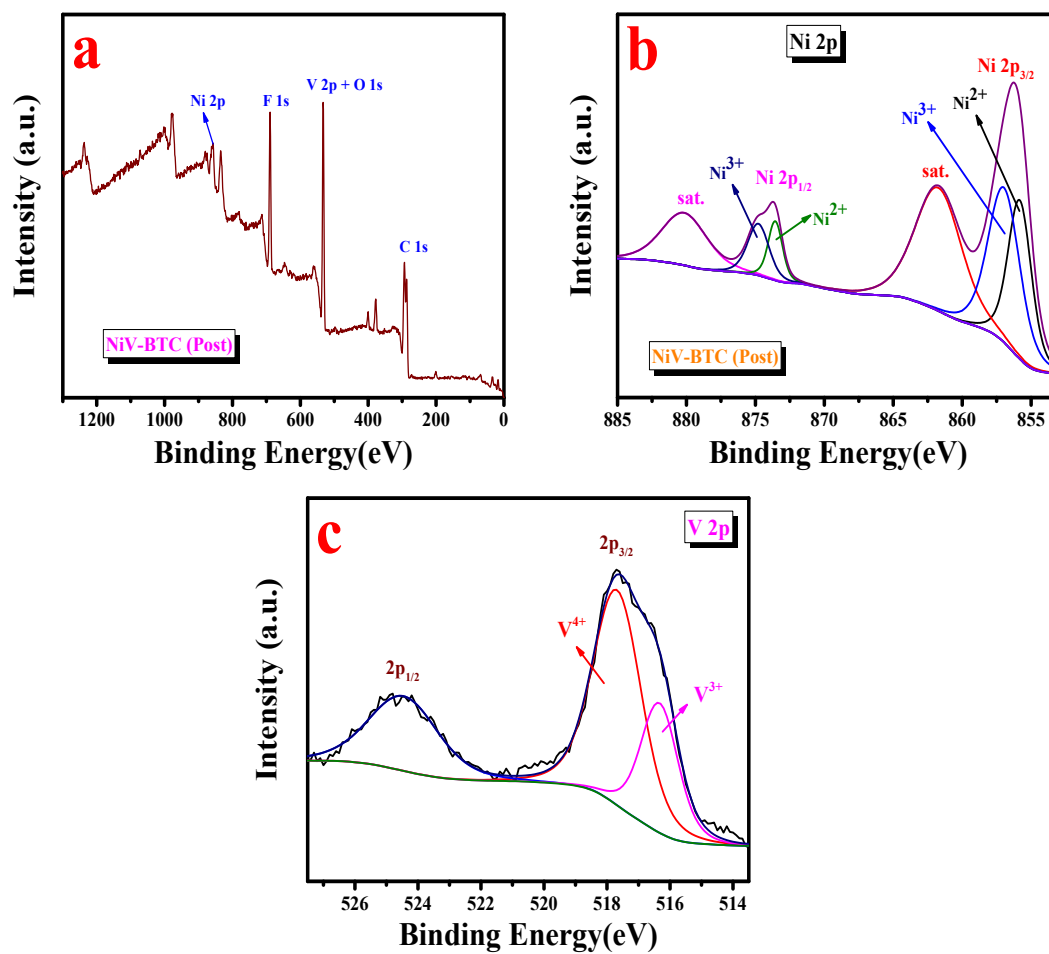 a
Ni 2p
F 1s
V 2p + O 1s
C 1s
NiV-BTC (Post)
Intensity (a.u.)
1200 1000 800 600 400 200 0
Binding Energy(eV)
b
Ni 2p
Ni 2p3/2
Ni2+
Ni3+
sat.
Ni3+
Ni 2p1/2
sat.
Ni2+
NiV-BTC (Post)
Intensity (a.u.)
885 880 875 870 865 860 855
Binding Energy(eV)
c
V 2p
2p3/2
V4+
2p1/2
V3+
Intensity (a.u.)
526 524 522 520 518 516 514
Binding Energy(eV)